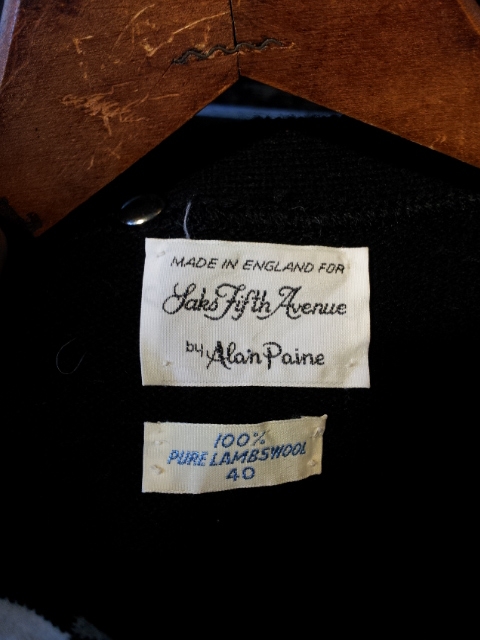 MADE IN ENGLAND FOR
Saks Fifth Avenue
by Alan Paine
100%
PURE LAMBSWOOL
40